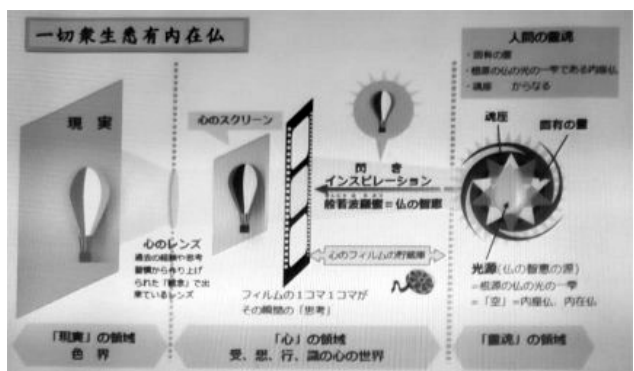 一切衆生悉有内在仏
人間の霊魂
・固有の霊
・根源の仏の光の一雫である内座仏
・魂座　からなる
現実
心のスクリーン
魂座
固有の霊
閃き
インスピレーション
般若波羅蜜＝仏の智恵
心のレンズ
過去の経験や思考
習慣から作り上げ
られた「観念」で出
来ているレンズ
心のフィルムの貯蔵庫
フィルムの１コマ１コマが
その瞬間の「思考」
光源(仏の智恵の源)
＝根源の仏の光の一雫
＝「空」＝内座仏、内在仏
「現実」の領域
色界
「心」の領域
受、想、行、識の心の世界
「霊魂」の領域